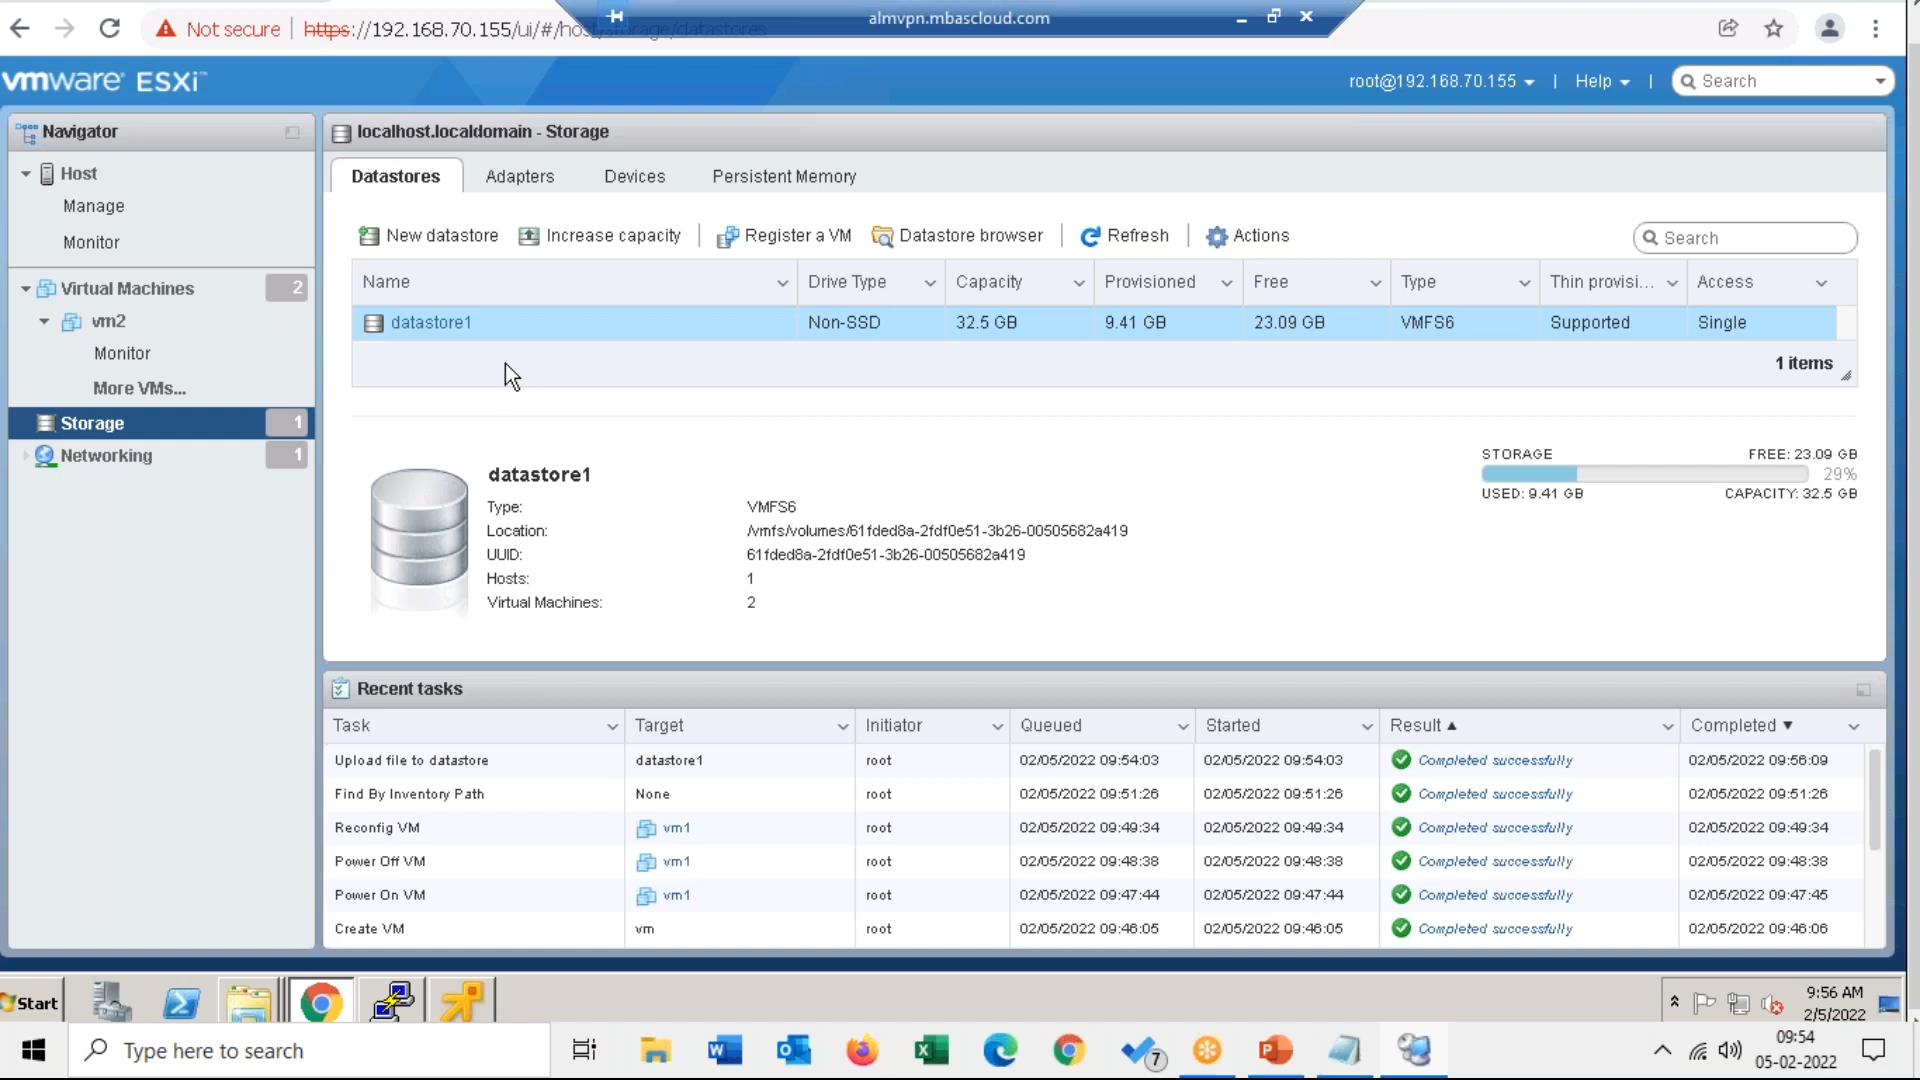 almvpn.mbascloud.com
Not secure | https://192.168.70.155/ui/#/host/storage/datastores
vmware ESXi™
root@192.168.70.155 | Help | Search
Navigator
Host
Manage
Monitor
Virtual Machines 2
vm2
Monitor
More VMs...
Storage 1
Networking 1
localhost.localdomain - Storage
Datastores Adapters Devices Persistent Memory
New datastore Increase capacity Register a VM Datastore browser Refresh Actions Search
Name Drive Type Capacity Provisioned Free Type Thin provisi... Access
datastore1 Non-SSD 32.5 GB 9.41 GB 23.09 GB VMFS6 Supported Single
1 items
datastore1
Type: VMFS6
Location: /vmfs/volumes/61fded8a-2fdf0e51-3b26-00505682a419
UUID: 61fded8a-2fdf0e51-3b26-00505682a419
Hosts: 1
Virtual Machines: 2
STORAGE FREE: 23.09 GB
29%
USED: 9.41 GB CAPACITY: 32.5 GB
Recent tasks
Task Target Initiator Queued Started Result ▲ Completed ▼
Upload file to datastore datastore1 root 02/05/2022 09:54:03 02/05/2022 09:54:03 Completed successfully 02/05/2022 09:56:09
Find By Inventory Path None root 02/05/2022 09:51:26 02/05/2022 09:51:26 Completed successfully 02/05/2022 09:51:26
Reconfig VM vm1 root 02/05/2022 09:49:34 02/05/2022 09:49:34 Completed successfully 02/05/2022 09:49:34
Power Off VM vm1 root 02/05/2022 09:48:38 02/05/2022 09:48:38 Completed successfully 02/05/2022 09:48:38
Power On VM vm1 root 02/05/2022 09:47:44 02/05/2022 09:47:44 Completed successfully 02/05/2022 09:47:45
Create VM vm root 02/05/2022 09:46:05 02/05/2022 09:46:05 Completed successfully 02/05/2022 09:46:06
Start
9:56 AM
2/5/2022
Type here to search
7
09:54
05-02-2022